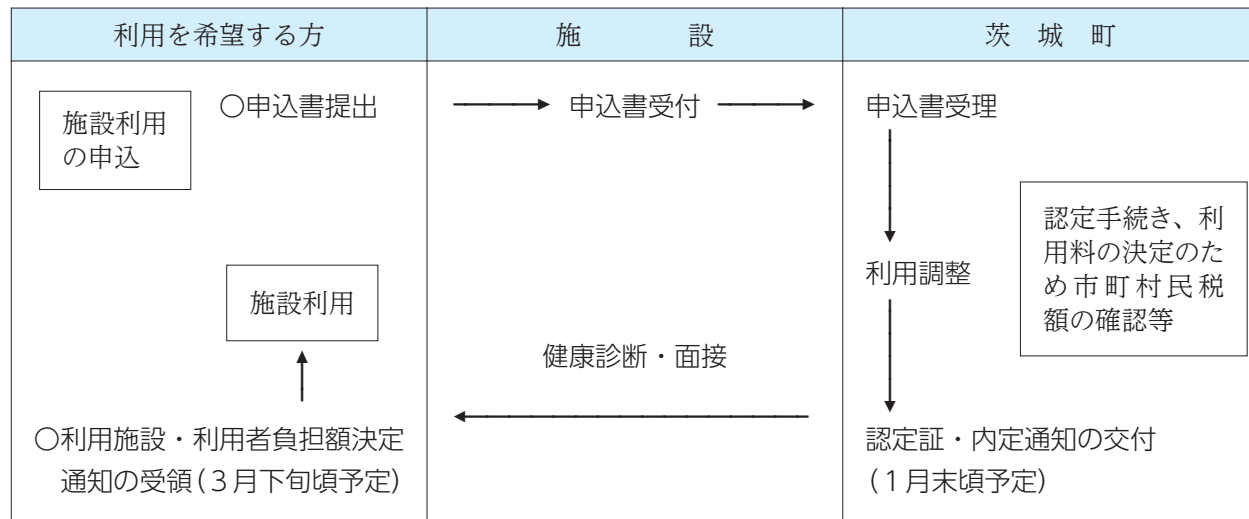 利用を希望する方
施設
茨城町
施設利用
の申込
○申込書提出
申込書受付
申込書受理
認定手続き、利
用料の決定のた
め市町村民税
額の確認等
利用調整
施設利用
健康診断・面接
○利用施設・利用者負担額決定
通知の受領(3月下旬頃予定)
認定証・内定通知の交付
(1月末頃予定)